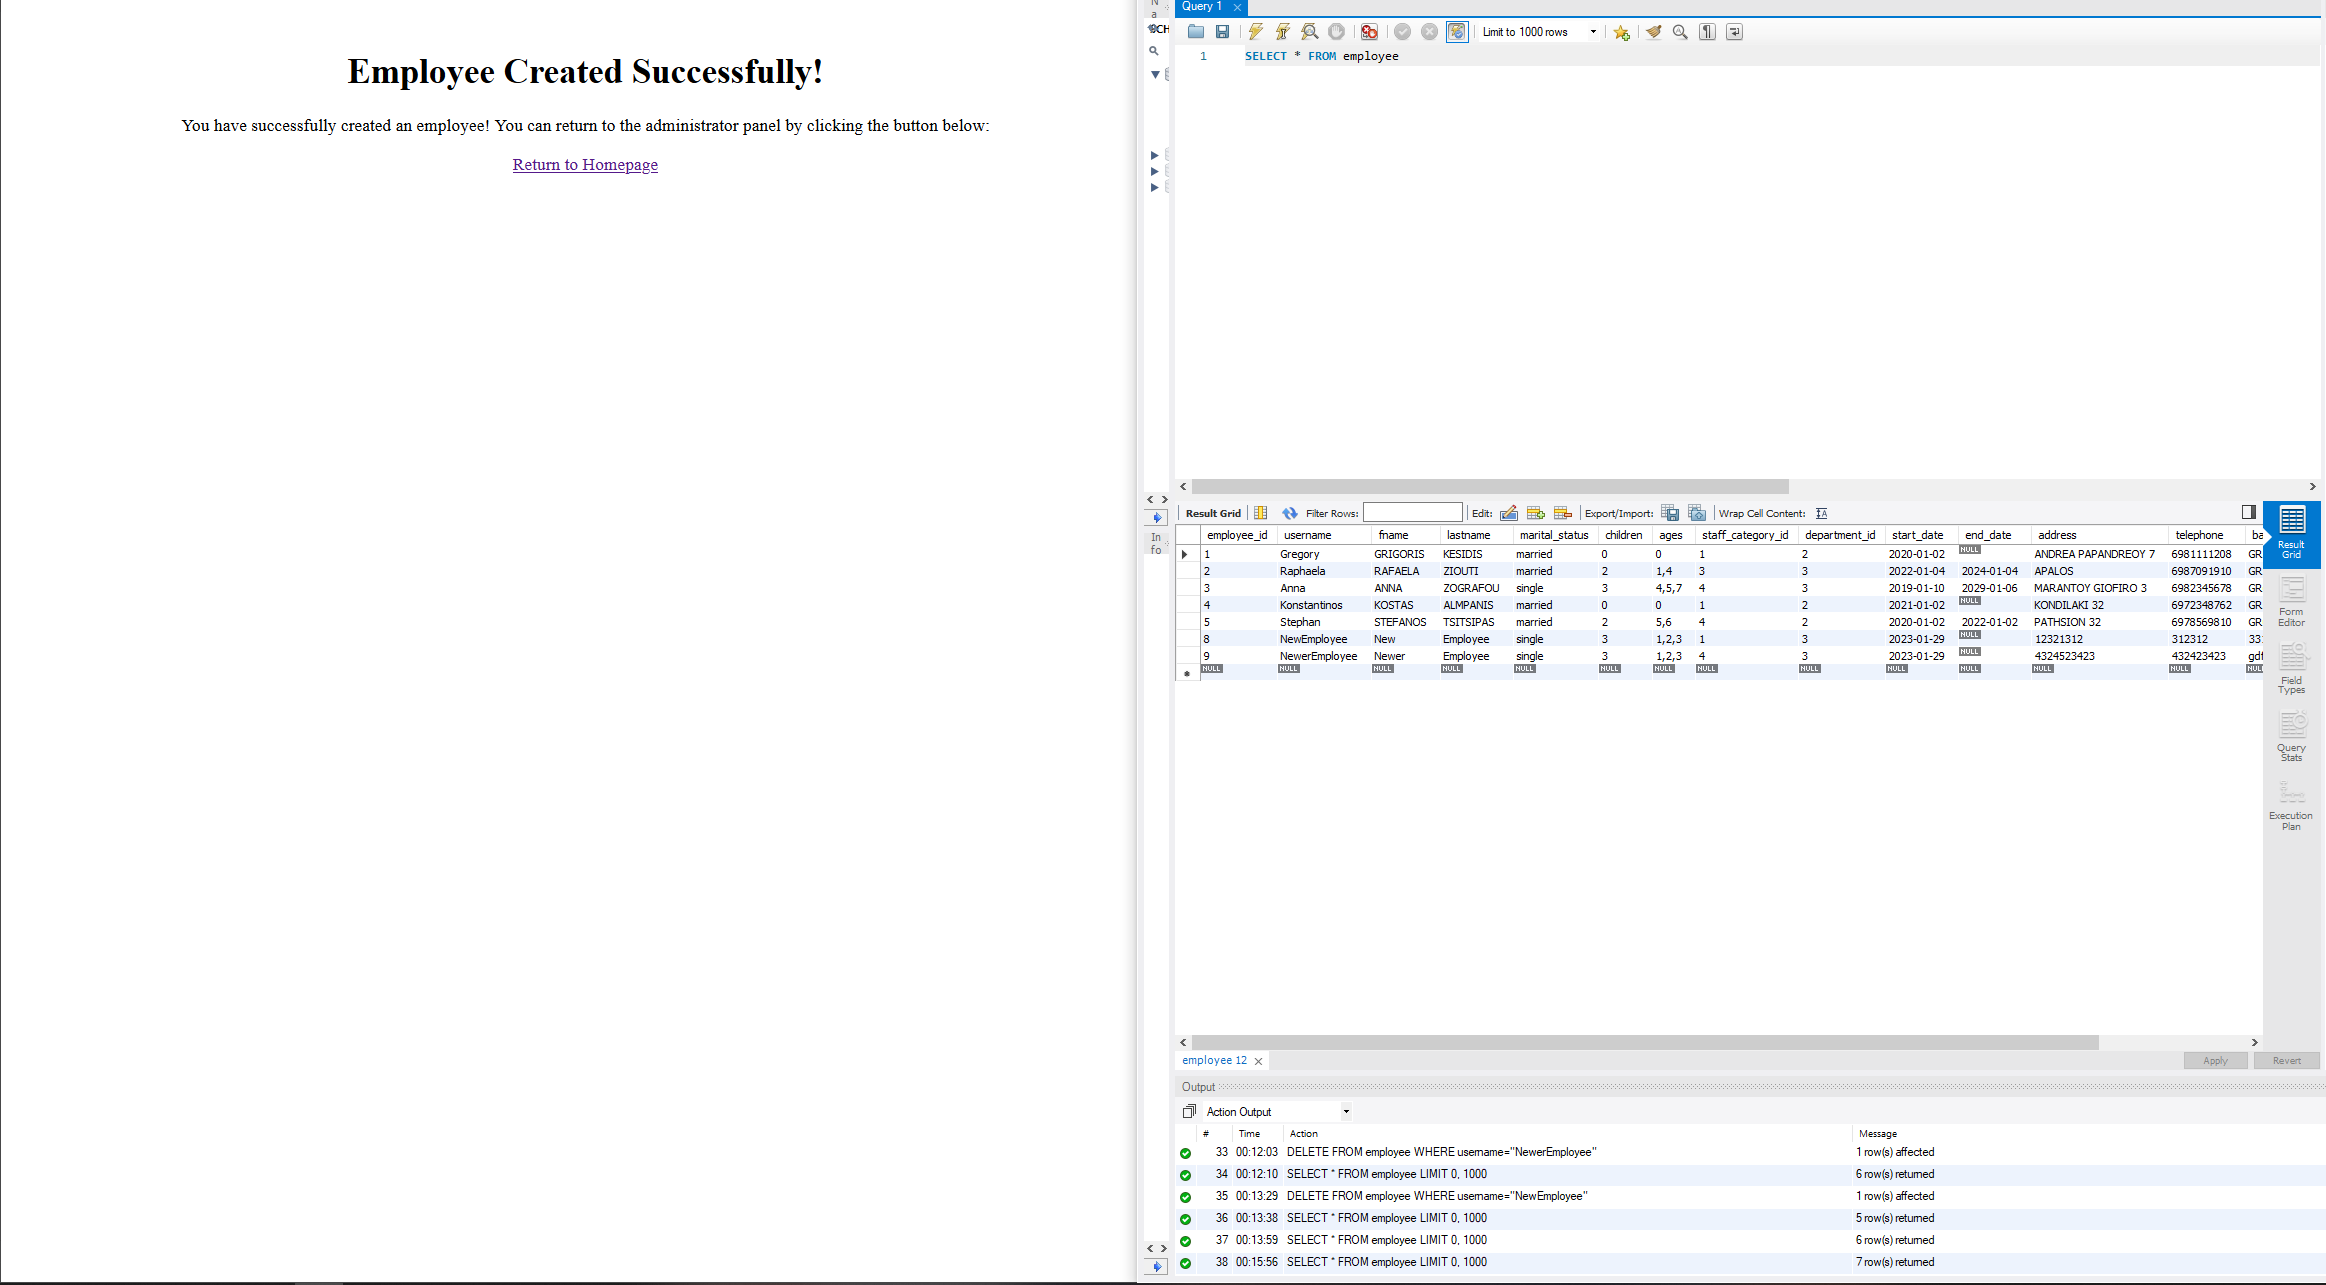 Employee Created Successfully!
You have successfully created an employee! You can return to the administrator panel by clicking the button below:
Return to Homepage
Query 1
Limit to 1000 rows
1 SELECT * FROM employee
Result Grid Filter Rows: Edit: Export/Import: Wrap Cell Content:
employee_id username fname lastname marital_status children ages staff_category_id department_id start_date end_date address telephone ba
1 Gregory GRIGORIS KESIDIS married 0 0 1 2 2020-01-02 NULL ANDREA PAPANDREOY 7 6981111208 GR
2 Raphaela RAFAELA ZIOUTI married 2 1,4 3 3 2022-01-04 2024-01-04 APALOS 6987091910 GR
3 Anna ANNA ZOGRAFOU single 3 4,5,7 4 3 2019-01-10 2029-01-06 MARANTOY GIOFIRO 3 6982345678 GR
4 Konstantinos KOSTAS ALMPANIS married 0 0 1 2 2021-01-02 NULL KONDILAKI 32 6972348762 GR
5 Stephan STEFANOS TSITSIPAS married 2 5,6 4 2 2020-01-02 2022-01-02 PATHSION 32 6978569810 GR
8 NewEmployee New Employee single 3 1,2,3 1 3 2023-01-29 NULL 12321312 312312 33
9 NewerEmployee Newer Employee single 3 1,2,3 4 3 2023-01-29 NULL 4324523423 432423423 gdf
NULL NULL NULL NULL NULL NULL NULL NULL NULL NULL NULL NULL NULL NULL
Result
Grid
Form
Editor
Field
Types
Query
Stats
Execution
Plan
In
fo
employee 12
Apply Revert
Output
Action Output
# Time Action Message
33 00:12:03 DELETE FROM employee WHERE username="NewerEmployee" 1 row(s) affected
34 00:12:10 SELECT * FROM employee LIMIT 0, 1000 6 row(s) returned
35 00:13:29 DELETE FROM employee WHERE username="NewEmployee" 1 row(s) affected
36 00:13:38 SELECT * FROM employee LIMIT 0, 1000 5 row(s) returned
37 00:13:59 SELECT * FROM employee LIMIT 0, 1000 6 row(s) returned
38 00:15:56 SELECT * FROM employee LIMIT 0, 1000 7 row(s) returned